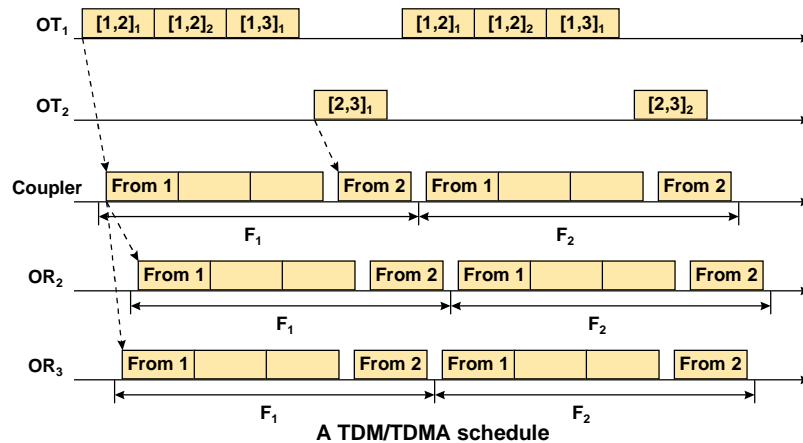 OT₁ [1,2]₁ [1,2]₂ [1,3]₁ [1,2]₁ [1,2]₂ [1,3]₁
OT₂ [2,3]₁ [2,3]₂
Coupler From 1 From 2 From 1 From 2
F₁ F₂
OR₂ From 1 From 2 From 1 From 2
F₁ F₂
OR₃ From 1 From 2 From 1 From 2
F₁ F₂
A TDM/TDMA schedule